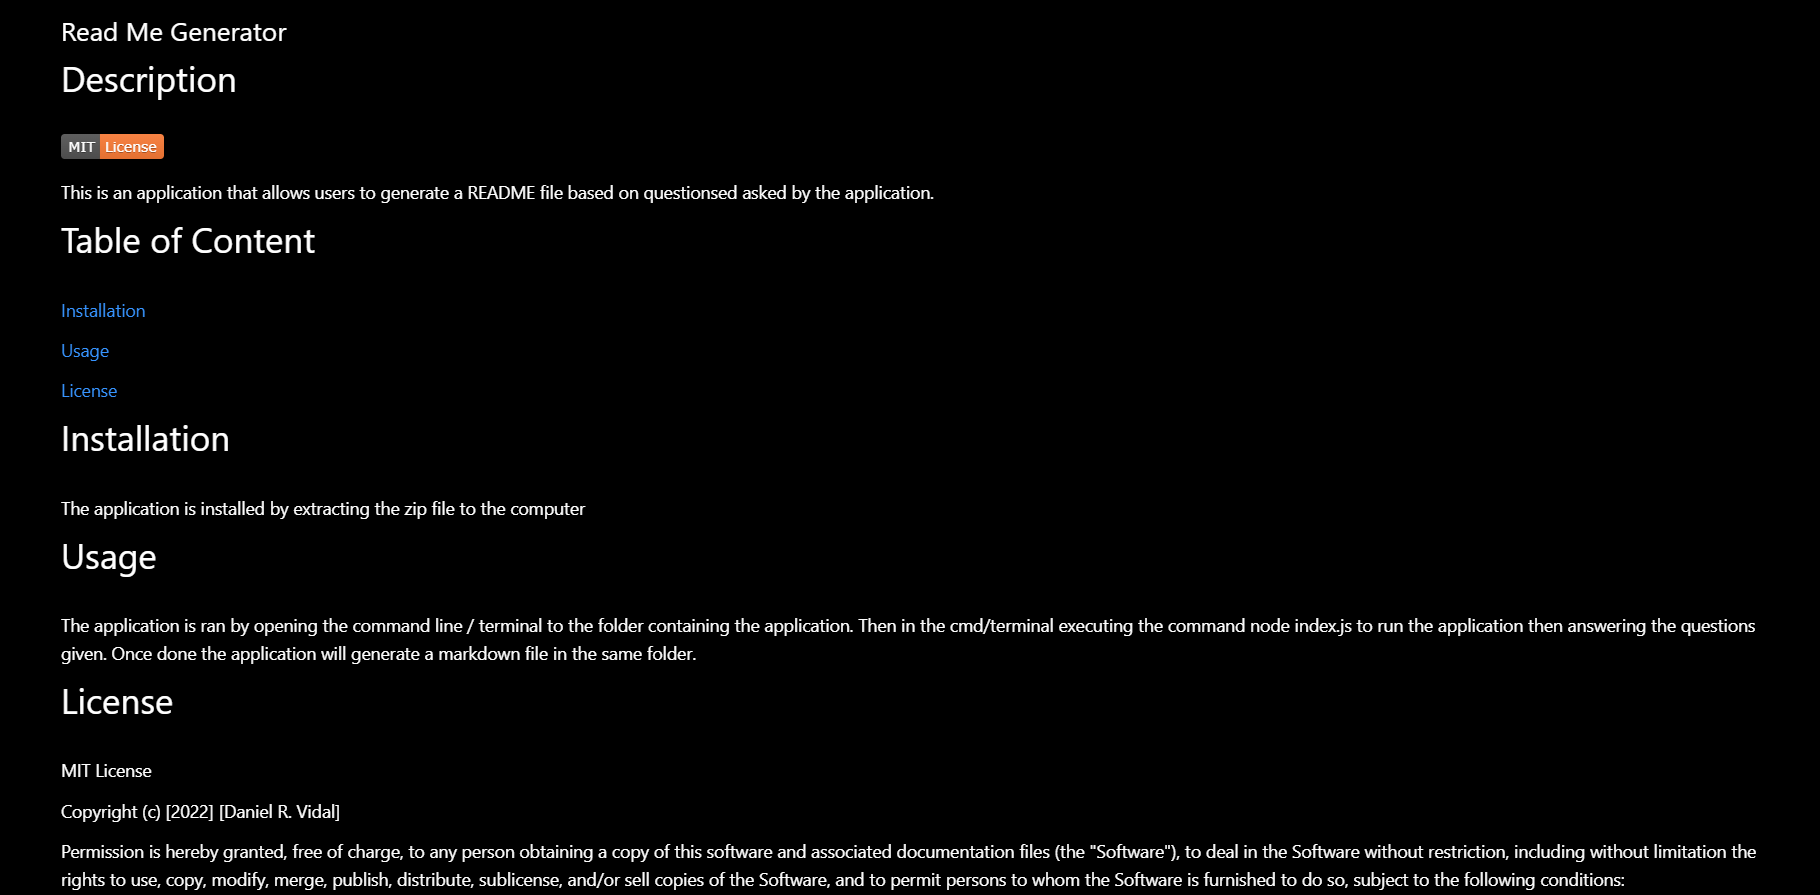 Read Me Generator
Description
MIT License
This is an application that allows users to generate a README file based on questionsed asked by the application.
Table of Content
Installation
Usage
License
Installation
The application is installed by extracting the zip file to the computer
Usage
The application is ran by opening the command line / terminal to the folder containing the application. Then in the cmd/terminal executing the command node index.js to run the application then answering the questions
given. Once done the application will generate a markdown file in the same folder.
License
MIT License
Copyright (c) [2022] [Daniel R. Vidal]
Permission is hereby granted, free of charge, to any person obtaining a copy of this software and associated documentation files (the "Software"), to deal in the Software without restriction, including without limitation the
rights to use, copy, modify, merge, publish, distribute, sublicense, and/or sell copies of the Software, and to permit persons to whom the Software is furnished to do so, subject to the following conditions: